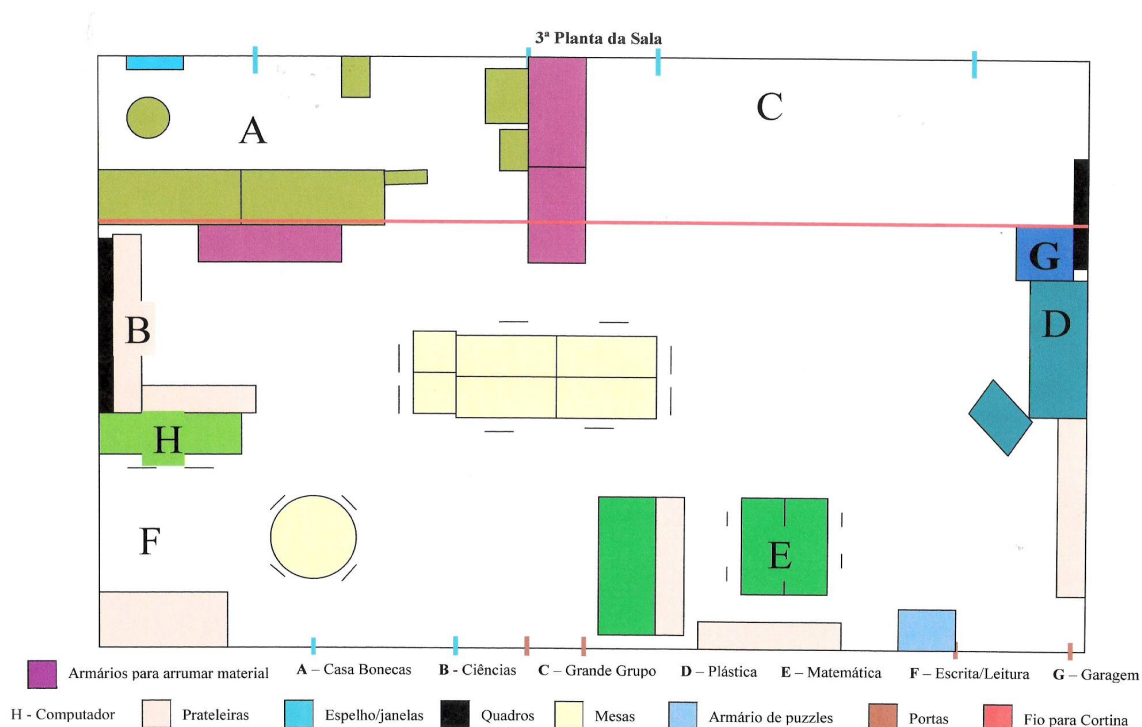 3ª Planta da Sala
A
C
G
B
D
H
F
E
Armários para arrumar material
A – Casa Bonecas
B - Ciências
C – Grande Grupo
D – Plástica
E – Matemática
F – Escrita/Leitura
G – Garagem
H - Computador
Prateleiras
Espelho/janelas
Quadros
Mesas
Armário de puzzles
Portas
Fio para Cortina